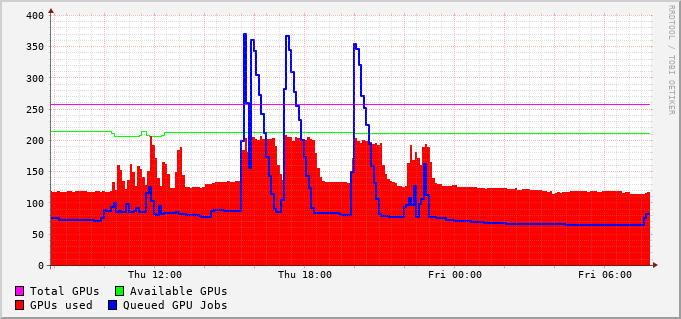 400
350
300
250
200
150
100
50
0
Thu 12:00 Thu 18:00 Fri 00:00 Fri 06:00
Total GPUs Available GPUs
GPUs used Queued GPU Jobs
RRDTOOL / TOBI OETIKER